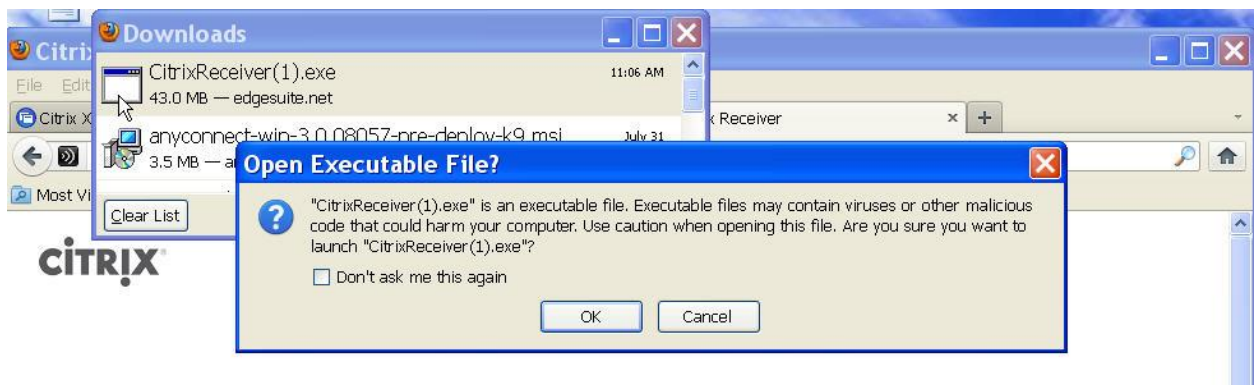 Downloads
Citrix
CitrixReceiver(1).exe
11:06 AM
43.0 MB — edgesuite.net
File Edit
Citrix X
Receiver
anyconnect-win-3.0.08057-pre-deploy-k9.msi
July 31
3.5 MB —
Open Executable File?
Most Vi
Clear List
"CitrixReceiver(1).exe" is an executable file. Executable files may contain viruses or other malicious
code that could harm your computer. Use caution when opening this file. Are you sure you want to
launch "CitrixReceiver(1).exe"?
Don't ask me this again
OK
Cancel
CITRIX